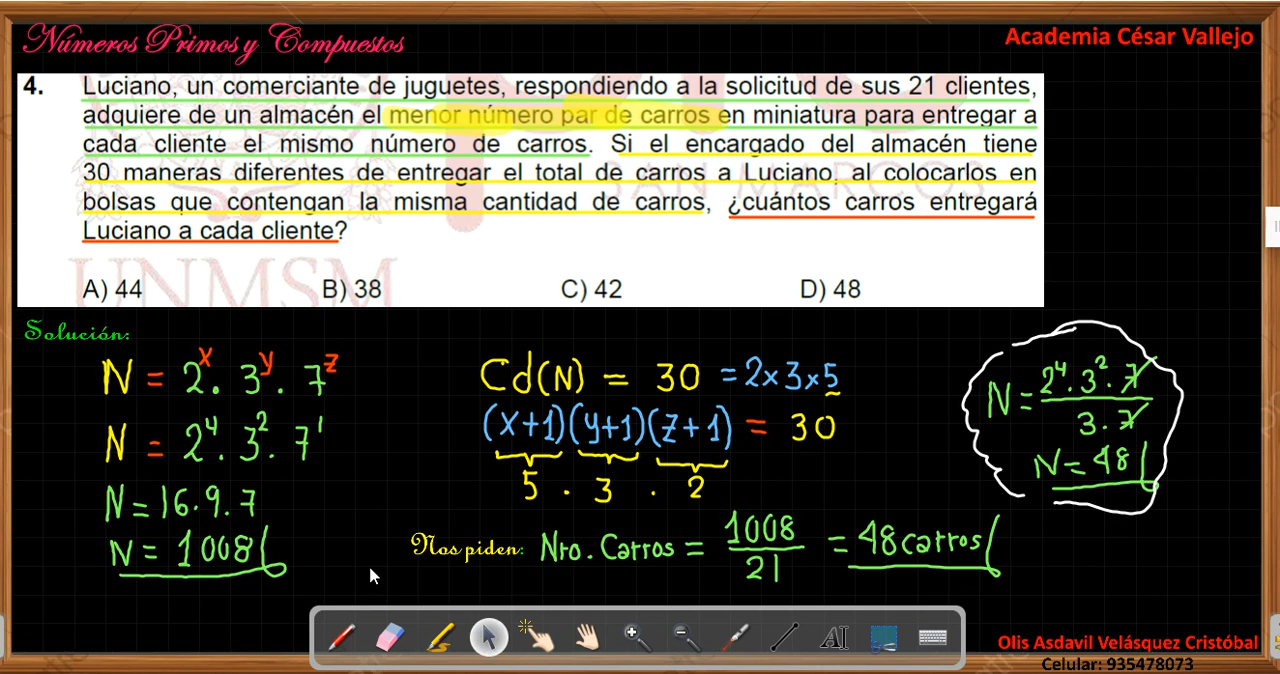 Números Primos y Compuestos
Academia César Vallejo
4. Luciano, un comerciante de juguetes, respondiendo a la solicitud de sus 21 clientes,
adquiere de un almacén el menor número par de carros en miniatura para entregar a
cada cliente el mismo número de carros. Si el encargado del almacén tiene
30 maneras diferentes de entregar el total de carros a Luciano, al colocarlos en
bolsas que contengan la misma cantidad de carros, ¿cuántos carros entregará
Luciano a cada cliente?
SAN MARCOS
UNMSM
A) 44 B) 38 C) 42 D) 48
Solución:
N = 2^x . 3^y . 7^z
N = 2^4 . 3^2 . 7^1
N = 16.9.7
N = 1008
Cd(N) = 30 = 2x3x5
(x+1)(y+1)(z+1) = 30
5 . 3 . 2
Nos piden: Nro. Carros = 1008/21 = 48 carros
N = 2^4 . 3^2 . 7 / 3 . 7
N = 48
AI
Olis Asdavil Velásquez Cristóbal
Celular: 935478073